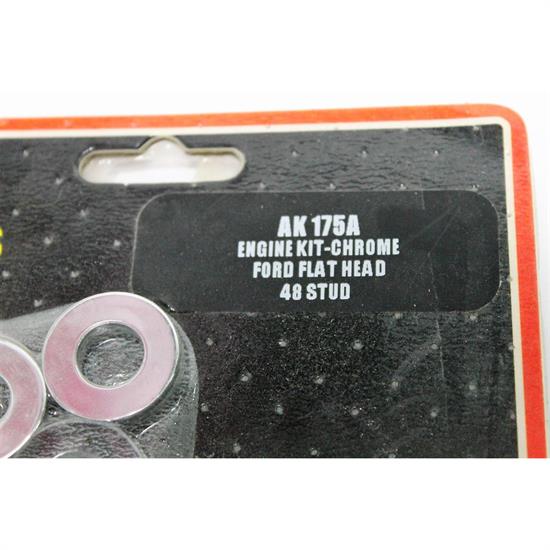 AK 175A
ENGINE KIT-CHROME
FORD FLAT HEAD
48 STUD